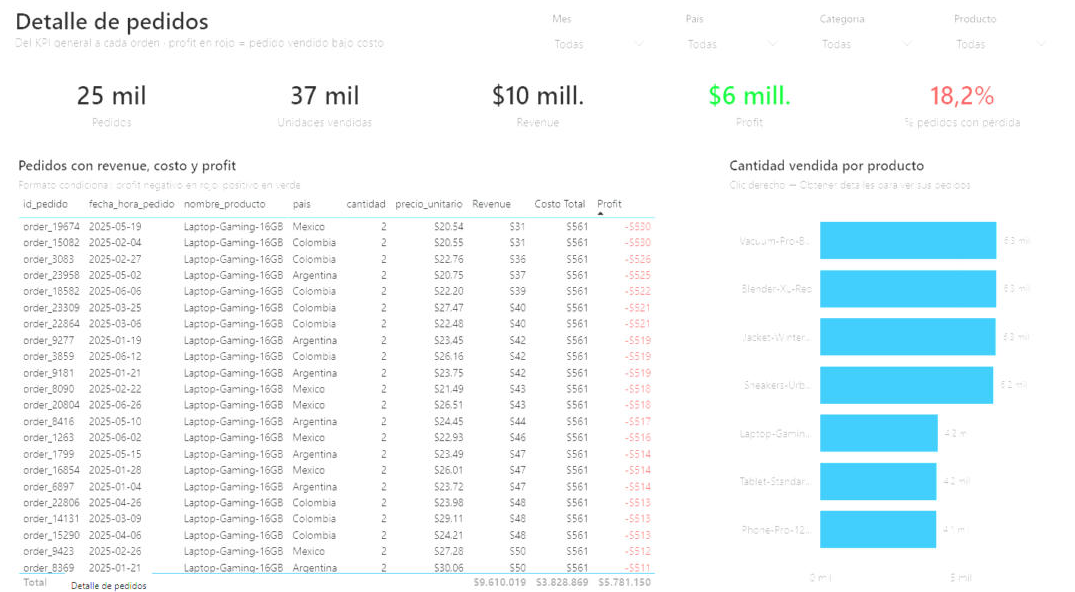 Detalle de pedidos
Del KPI general a cada orden · profit en rojo = pedido vendido bajo costo
Mes País Categoría Producto
Todas Todas Todas Todas
25 mil 37 mil $10 mill. $6 mill. 18,2%
Pedidos Unidades vendidas Revenue Profit % pedidos con pérdida
Pedidos con revenue, costo y profit
Formato condicional: profit negativo en rojo, positivo en verde
id_pedido fecha_hora_pedido nombre_producto pais cantidad precio_unitario Revenue Costo Total Profit
order_19674 2025-05-19 Laptop-Gaming-16GB Mexico 2 $20.54 $31 $561 -$530
order_15082 2025-02-04 Laptop-Gaming-16GB Colombia 2 $20.55 $31 $561 -$530
order_3083 2025-02-27 Laptop-Gaming-16GB Colombia 2 $22.76 $36 $561 -$526
order_23958 2025-05-02 Laptop-Gaming-16GB Argentina 2 $20.75 $37 $561 -$525
order_18582 2025-06-06 Laptop-Gaming-16GB Colombia 2 $22.20 $39 $561 -$522
order_23309 2025-03-25 Laptop-Gaming-16GB Colombia 2 $27.47 $40 $561 -$521
order_22864 2025-03-06 Laptop-Gaming-16GB Colombia 2 $22.48 $40 $561 -$521
order_9277 2025-01-19 Laptop-Gaming-16GB Argentina 2 $23.45 $42 $561 -$519
order_3859 2025-06-12 Laptop-Gaming-16GB Colombia 2 $26.16 $42 $561 -$519
order_9181 2025-01-21 Laptop-Gaming-16GB Argentina 2 $23.75 $42 $561 -$519
order_8090 2025-02-22 Laptop-Gaming-16GB Mexico 2 $21.49 $43 $561 -$518
order_20804 2025-06-26 Laptop-Gaming-16GB Mexico 2 $26.51 $43 $561 -$518
order_8416 2025-05-10 Laptop-Gaming-16GB Argentina 2 $24.45 $44 $561 -$517
order_1263 2025-06-02 Laptop-Gaming-16GB Mexico 2 $22.93 $46 $561 -$516
order_1799 2025-05-15 Laptop-Gaming-16GB Argentina 2 $23.49 $47 $561 -$514
order_16854 2025-01-28 Laptop-Gaming-16GB Mexico 2 $26.01 $47 $561 -$514
order_6897 2025-01-04 Laptop-Gaming-16GB Argentina 2 $23.72 $47 $561 -$514
order_22806 2025-04-26 Laptop-Gaming-16GB Colombia 2 $23.98 $48 $561 -$513
order_14131 2025-03-09 Laptop-Gaming-16GB Colombia 2 $29.11 $48 $561 -$513
order_15290 2025-04-06 Laptop-Gaming-16GB Colombia 2 $24.21 $48 $561 -$513
order_9423 2025-02-26 Laptop-Gaming-16GB Mexico 2 $27.28 $50 $561 -$512
order_8369 2025-01-21 Laptop-Gaming-16GB Argentina 2 $30.06 $50 $561 -$511
Total $9.610.019 $3.828.869 $5.781.150
Detalle de pedidos
Cantidad vendida por producto
Clic derecho — Obtener detalles para ver sus pedidos
Vacuum-Pro-B...
Blender-XL-Red
Jacket-Winter...
Sneakers-Urb... 6,2 mil
Laptop-Gamin...
Tablet-Standar... 4,2 mil
Phone-Pro-12...
0 mil 5 mil